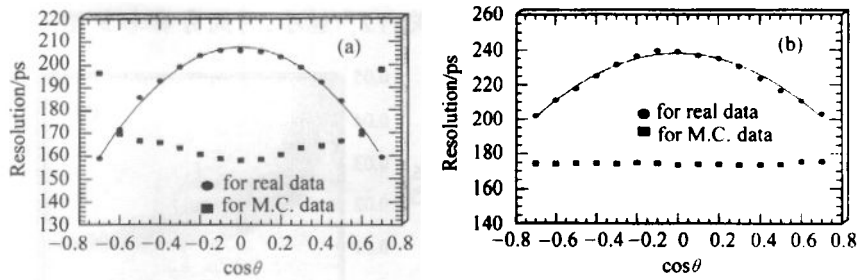 220
210
200
190
180
170
160
150
140
130
Resolution/ps
(a)
for real data
for M.C. data
−0.8 −0.6 −0.4 −0.2 0 0.2 0.4 0.6 0.8
cosθ
260
240
220
200
180
160
140
Resolution/ps
(b)
for real data
for M.C. data
−0.8 −0.6 −0.4 −0.2 0 0.2 0.4 0.6 0.8
cosθ